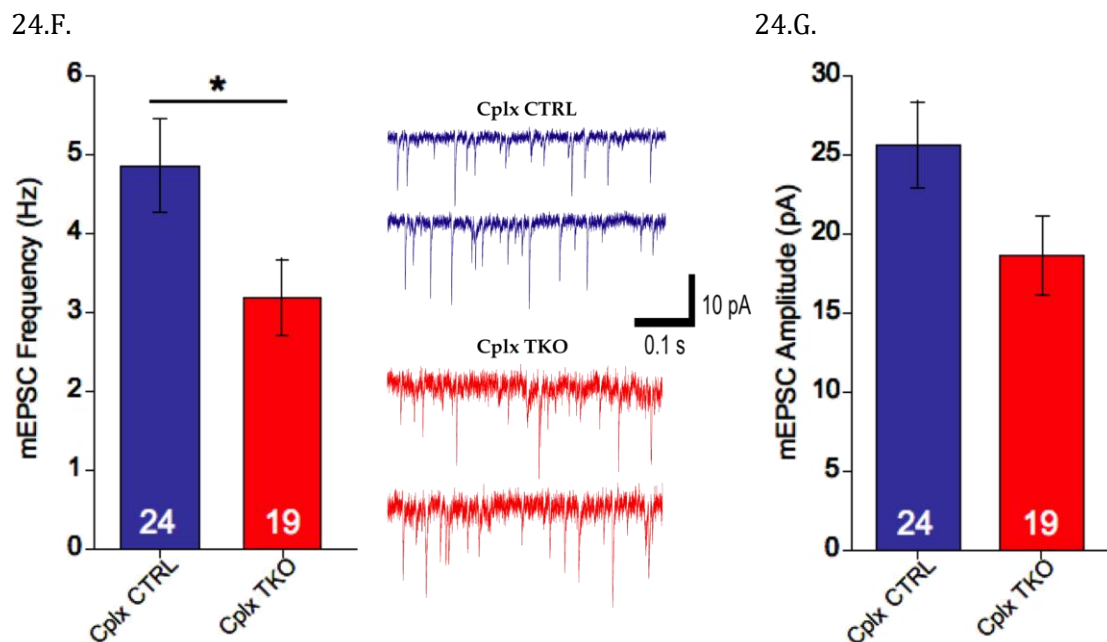 24.F.
24.G.
mEPSC Frequency (Hz)
6
5
4
3
2
1
0
*
24
19
Cplx CTRL
Cplx TKO
Cplx CTRL
10 pA
0.1 s
Cplx TKO
mEPSC Amplitude (pA)
30
25
20
15
10
5
0
24
19
Cplx CTRL
Cplx TKO